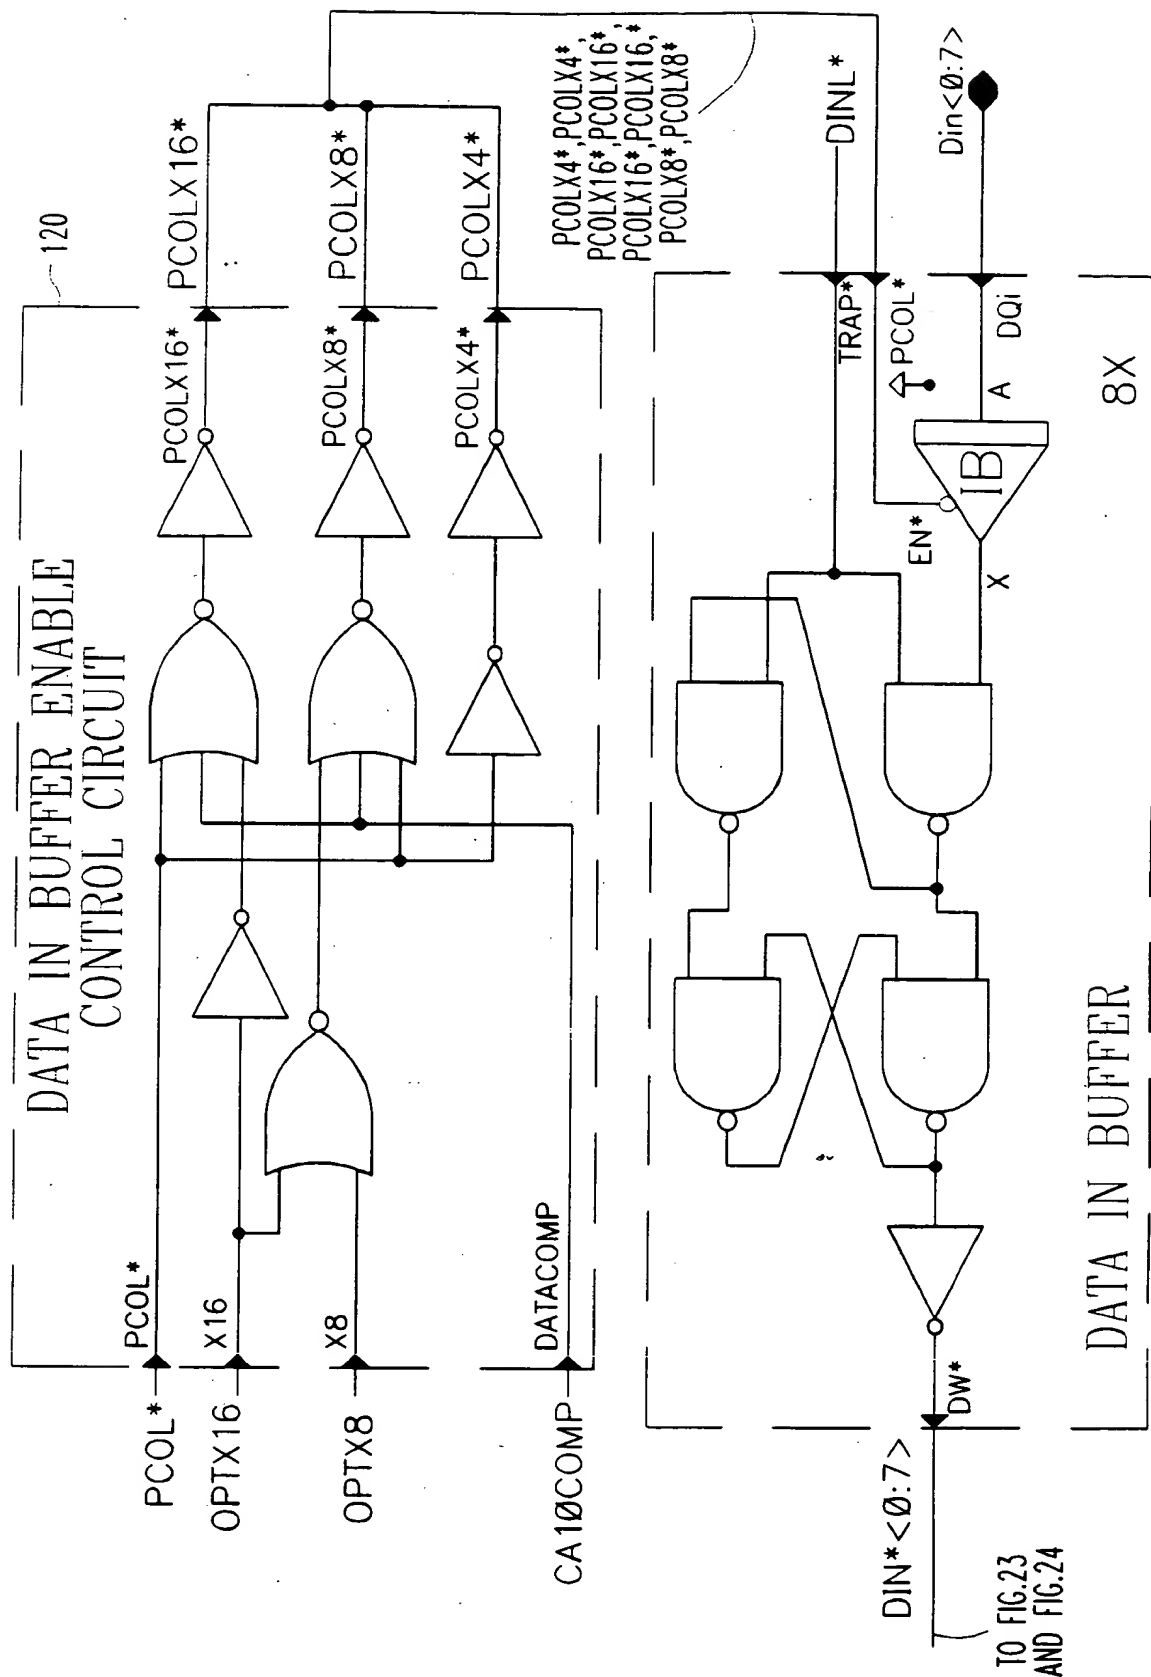 DATA IN BUFFER ENABLE
CONTROL CIRCUIT
120
PCOL*
PCOL*
OPTX16
X16
OPTX8
X8
CA10COMP
DATACOMP
PCOLX16*
PCOLX16*
PCOLX8*
PCOLX8*
PCOLX4*
PCOLX4*
PCOLX4*,PCOLX4*,
PCOLX16*,PCOLX16*,
PCOLX16*,PCOLX16,*
PCOLX8*,PCOLX8*
DINL*
TRAP*
PCOL*
Din<0:7>
DQi
A
IB
EN*
X
8X
DATA IN BUFFER
DW*
DIN*<0:7>
TO FIG.23
AND FIG.24